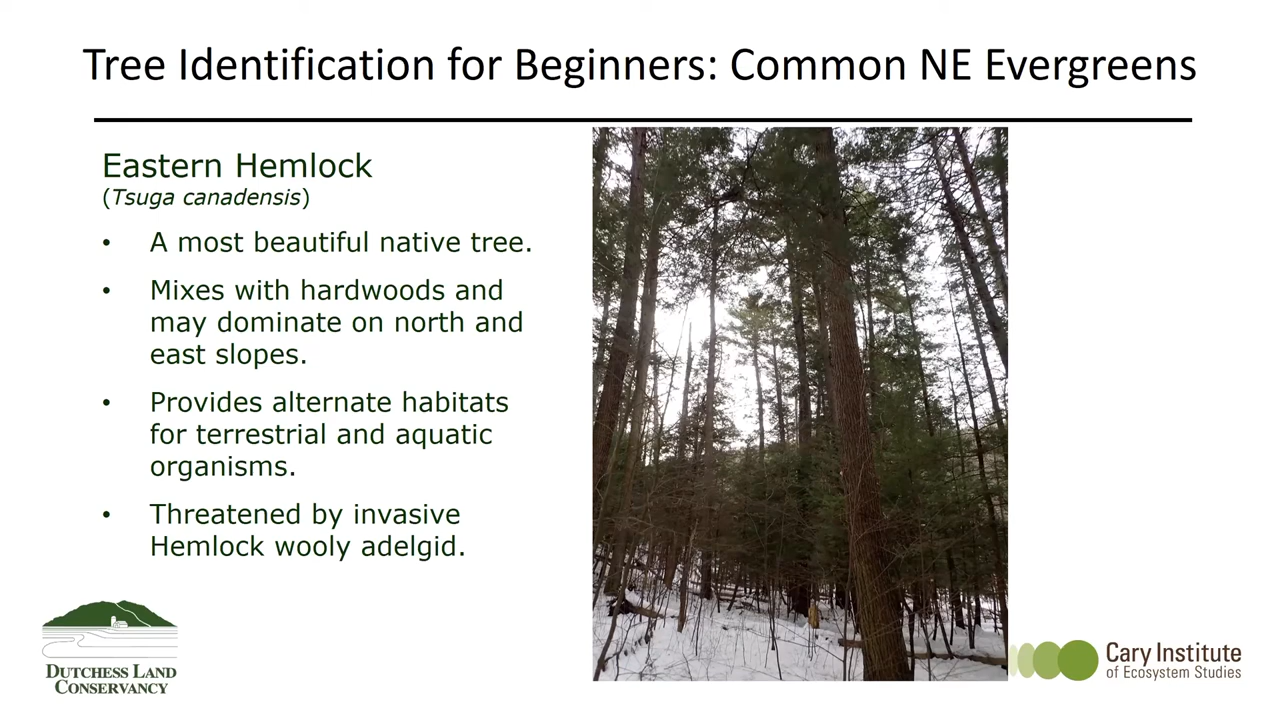 Tree Identification for Beginners: Common NE Evergreens
Eastern Hemlock
(Tsuga canadensis)
• A most beautiful native tree.
• Mixes with hardwoods and
may dominate on north and
east slopes.
• Provides alternate habitats
for terrestrial and aquatic
organisms.
• Threatened by invasive
Hemlock wooly adelgid.
DUTCHESS LAND
CONSERVANCY
Cary Institute
of Ecosystem Studies